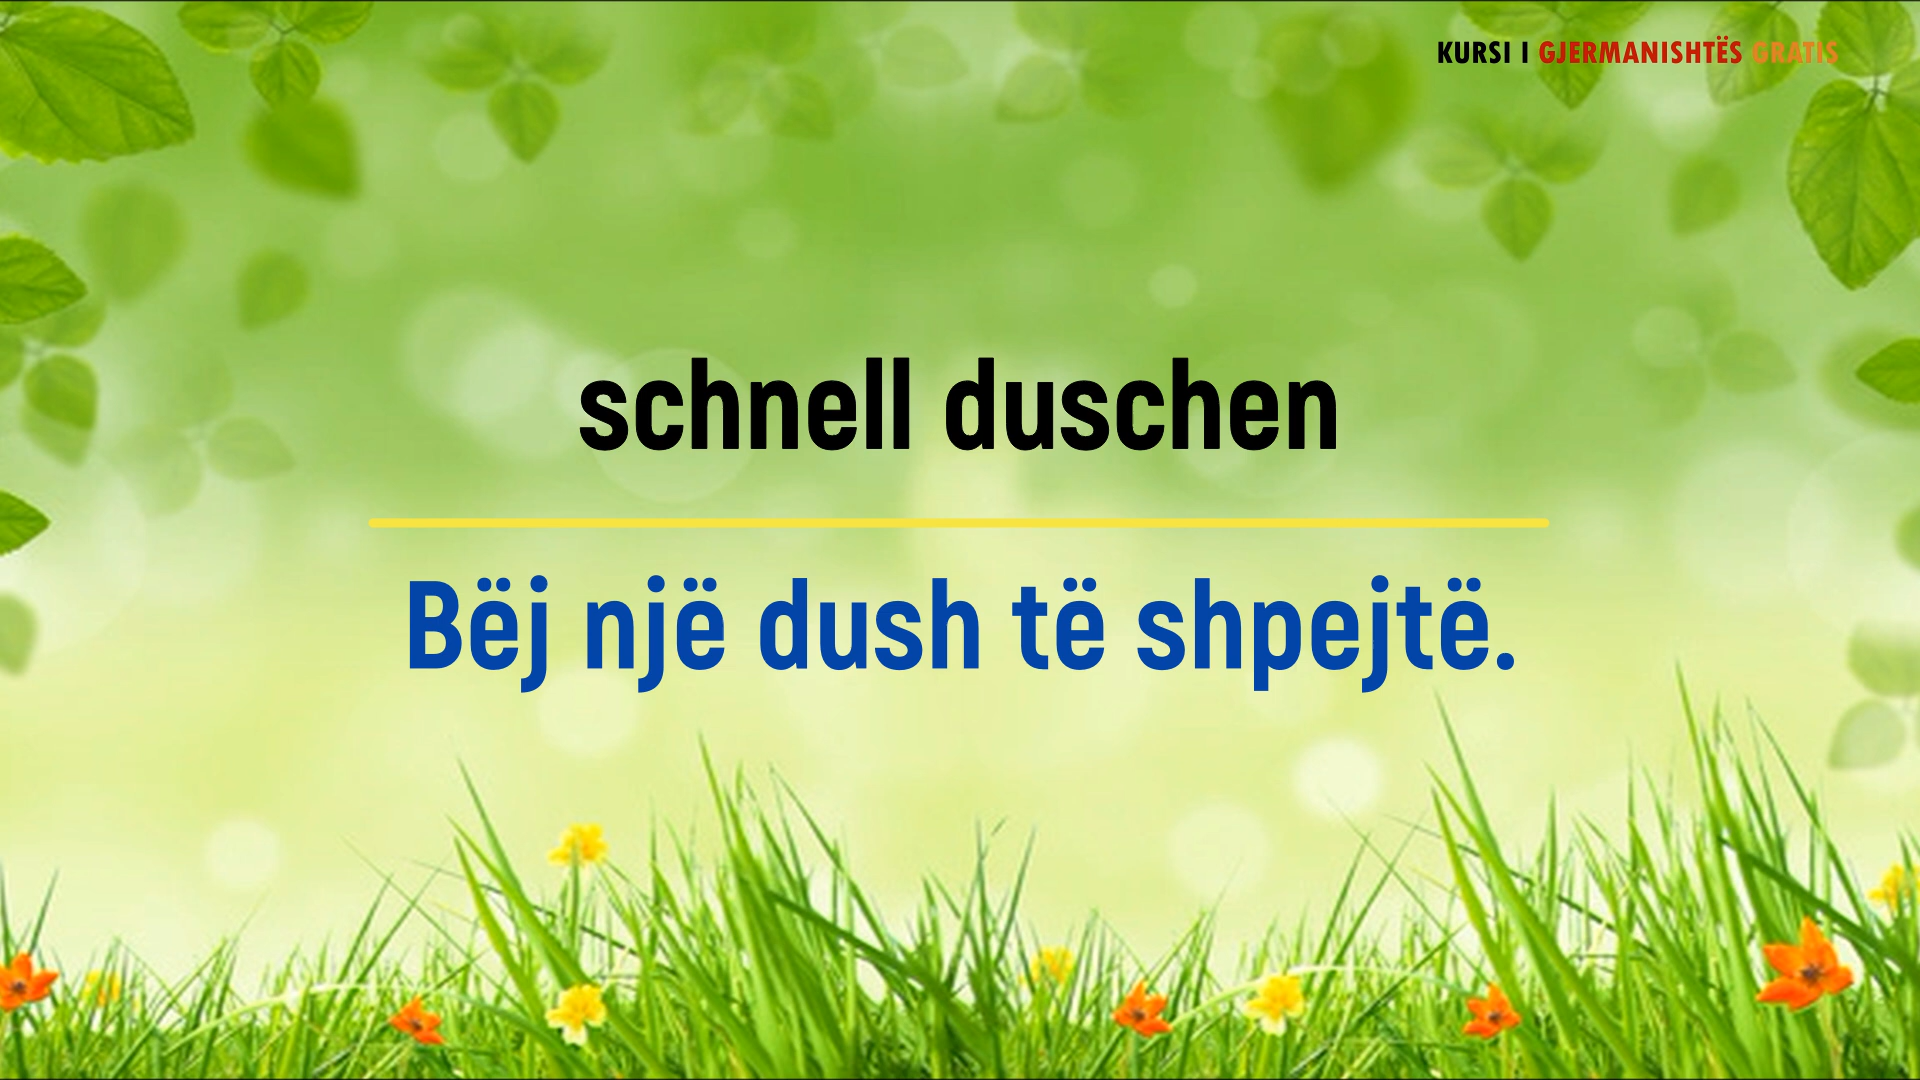 KURSI I GJERMANISHTËS GRATIS
schnell duschen
Bëj një dush të shpejtë.